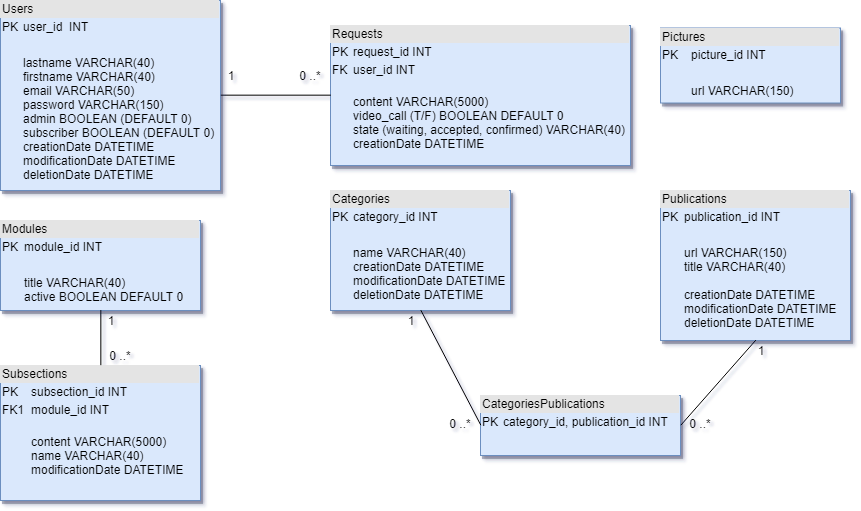 Users
PK user_id INT
lastname VARCHAR(40)
firstname VARCHAR(40)
email VARCHAR(50)
password VARCHAR(150)
admin BOOLEAN (DEFAULT 0)
subscriber BOOLEAN (DEFAULT 0)
creationDate DATETIME
modificationDate DATETIME
deletionDate DATETIME
1
0 ..*
Requests
PK request_id INT
FK user_id INT
content VARCHAR(5000)
video_call (T/F) BOOLEAN DEFAULT 0
state (waiting, accepted, confirmed) VARCHAR(40)
creationDate DATETIME
Pictures
PK picture_id INT
url VARCHAR(150)
Modules
PK module_id INT
title VARCHAR(40)
active BOOLEAN DEFAULT 0
1
0 ..*
Subsections
PK subsection_id INT
FK1 module_id INT
content VARCHAR(5000)
name VARCHAR(40)
modificationDate DATETIME
Categories
PK category_id INT
name VARCHAR(40)
creationDate DATETIME
modificationDate DATETIME
deletionDate DATETIME
1
0 ..*
Publications
PK publication_id INT
url VARCHAR(150)
title VARCHAR(40)
creationDate DATETIME
modificationDate DATETIME
deletionDate DATETIME
1
0 ..*
CategoriesPublications
PK category_id, publication_id INT